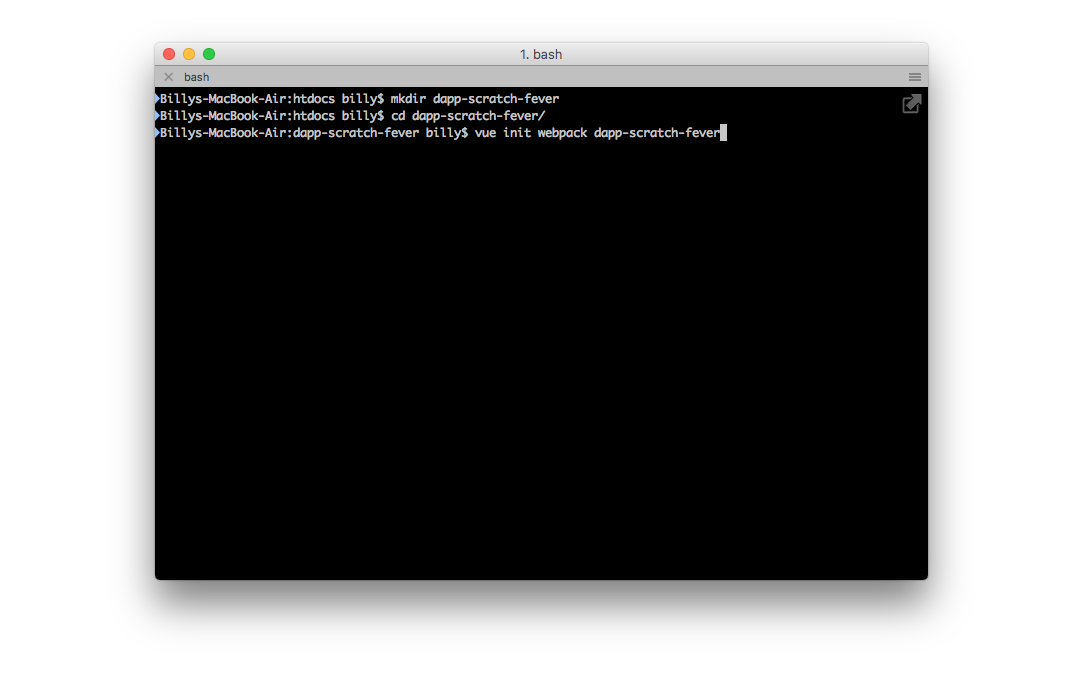 1. bash
bash
Billys-MacBook-Air:htdocs billy$ mkdir dapp-scratch-fever
Billys-MacBook-Air:htdocs billy$ cd dapp-scratch-fever/
Billys-MacBook-Air:dapp-scratch-fever billy$ vue init webpack dapp-scratch-fever